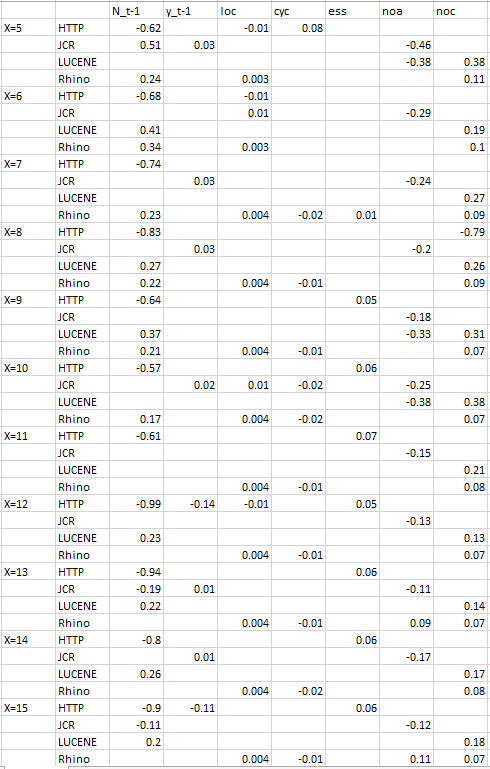 N_t-1 y_t-1 loc cyc ess noa noc
X=5 HTTP -0.62 -0.01 0.08
JCR 0.51 0.03 -0.46
LUCENE -0.38 0.38
Rhino 0.24 0.003 0.11
X=6 HTTP -0.68 -0.01
JCR 0.01 -0.29
LUCENE 0.41 0.19
Rhino 0.34 0.003 0.1
X=7 HTTP -0.74
JCR 0.03 -0.24
LUCENE 0.27
Rhino 0.23 0.004 -0.02 0.01 0.09
X=8 HTTP -0.83 -0.79
JCR 0.03 -0.2
LUCENE 0.27 0.26
Rhino 0.22 0.004 -0.01 0.09
X=9 HTTP -0.64 0.05
JCR -0.18
LUCENE 0.37 -0.33 0.31
Rhino 0.21 0.004 -0.01 0.07
X=10 HTTP -0.57 0.06
JCR 0.02 0.01 -0.02 -0.25
LUCENE -0.38 0.38
Rhino 0.17 0.004 -0.02 0.07
X=11 HTTP -0.61 0.07
JCR -0.15
LUCENE 0.21
Rhino 0.004 -0.01 0.08
X=12 HTTP -0.99 -0.14 -0.01 0.05
JCR -0.13
LUCENE 0.23 0.13
Rhino 0.004 -0.01 0.07
X=13 HTTP -0.94 0.06
JCR -0.19 0.01 -0.11
LUCENE 0.22 0.14
Rhino 0.004 -0.01 0.09 0.07
X=14 HTTP -0.8 0.06
JCR 0.01 -0.17
LUCENE 0.26 0.17
Rhino 0.004 -0.02 0.08
X=15 HTTP -0.9 -0.11 0.06
JCR -0.11 -0.12
LUCENE 0.2 0.18
Rhino 0.004 -0.01 0.11 0.07